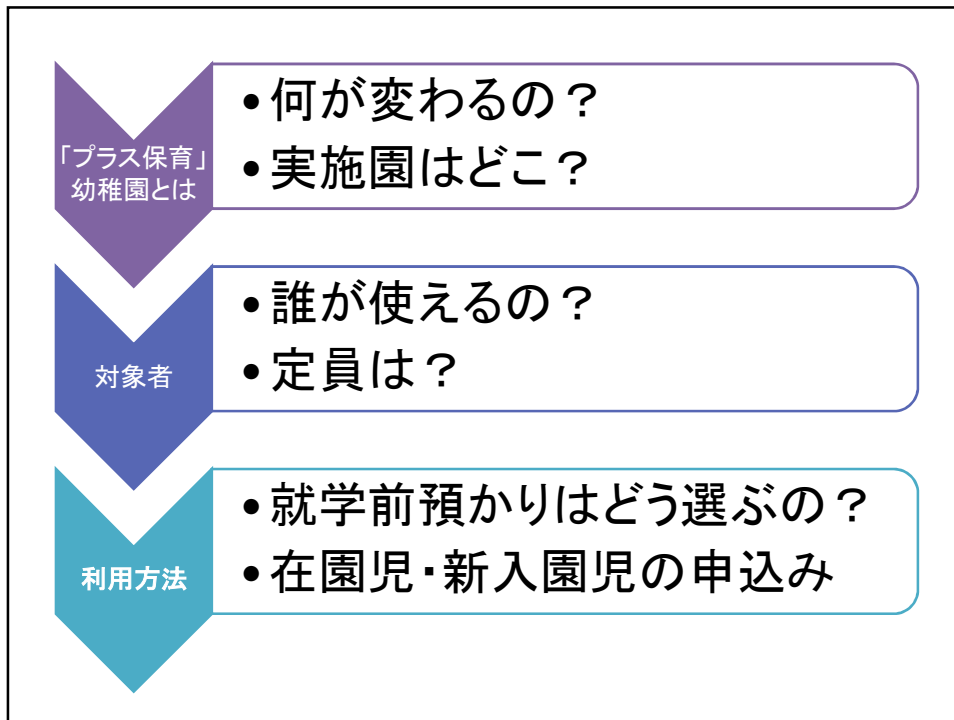 「プラス保育」
幼稚園とは
•何が変わるの？
•実施園はどこ？
対象者
•誰が使えるの？
•定員は？
利用方法
•就学前預かりはどう選ぶの？
•在園児・新入園児の申込み